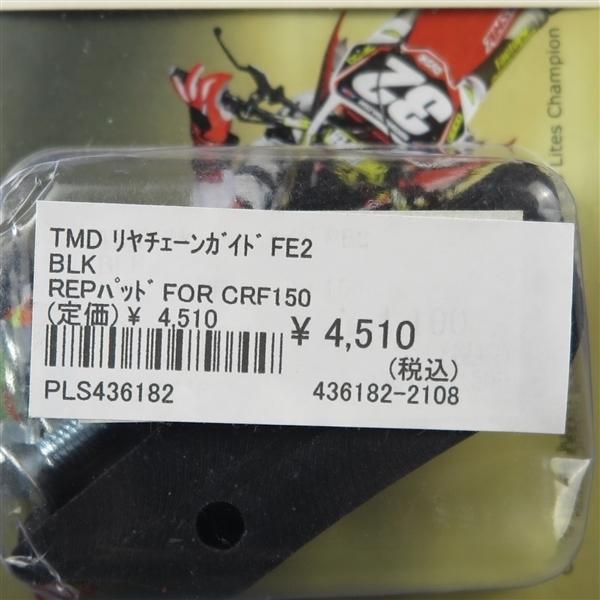 32
Lites Champion
TMD ﾘﾔﾁｪｰﾝｶﾞｲﾄﾞ FE2
BLK
REPﾊﾟｯﾄﾞ FOR CRF150
(定価)¥ 4,510
¥ 4,510
(税込)
PLS436182
436182-2108